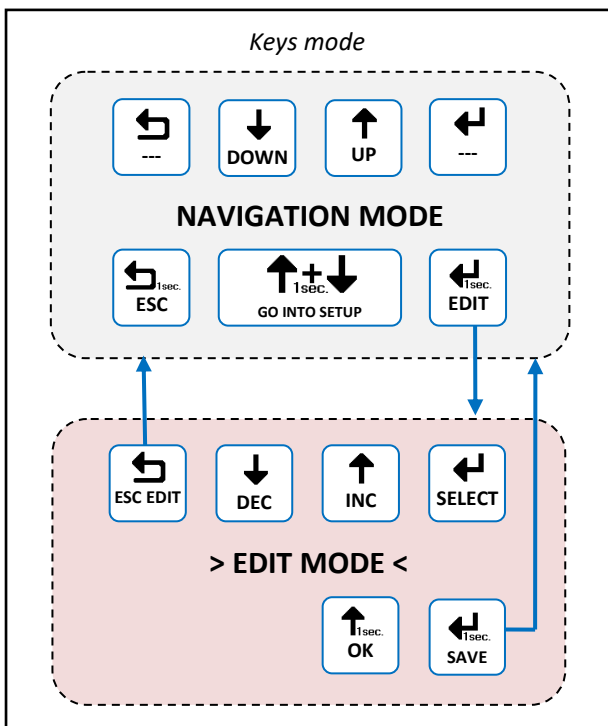 Keys mode
---
DOWN
UP
---
NAVIGATION MODE
1sec.
ESC
+
1sec.
GO INTO SETUP
1sec.
EDIT
ESC EDIT
DEC
INC
SELECT
> EDIT MODE <
1sec.
OK
1sec.
SAVE